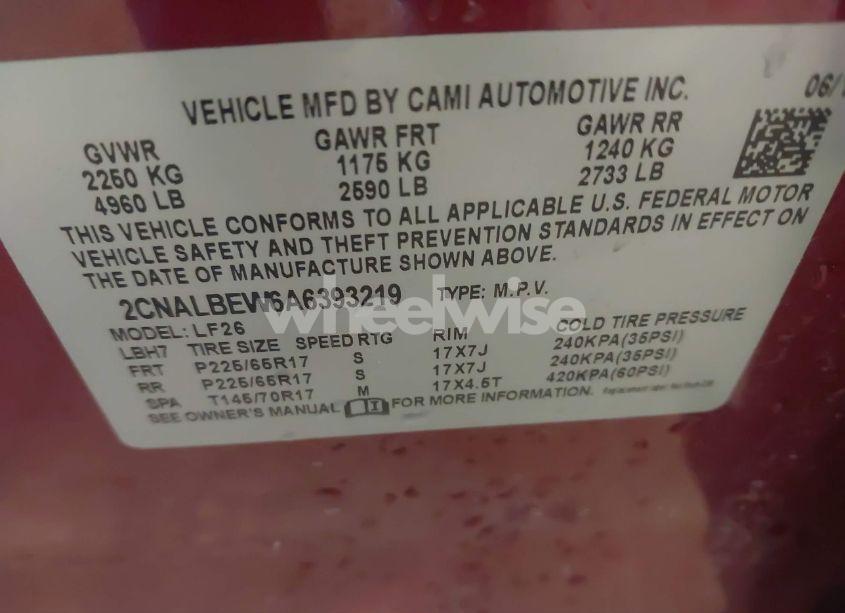 VEHICLE MFD BY CAMI AUTOMOTIVE INC. 06/
GVWR GAWR FRT GAWR RR
2250 KG 1175 KG 1240 KG
4960 LB 2590 LB 2733 LB
THIS VEHICLE CONFORMS TO ALL APPLICABLE U.S. FEDERAL MOTOR
VEHICLE SAFETY AND THEFT PREVENTION STANDARDS IN EFFECT ON
THE DATE OF MANUFACTURE SHOWN ABOVE.
2CNALBEW6A6393219 TYPE: M.P.V.
wheelwise
MODEL: LF26
LBH7 TIRE SIZE SPEED RTG RIM COLD TIRE PRESSURE
FRT P225/65R17 S 17X7J 240KPA(35PSI)
RR P225/65R17 S 17X7J 240KPA(35PSI)
SPA T145/70R17 M 17X4.5T 420KPA(60PSI)
SEE OWNER'S MANUAL FOR MORE INFORMATION.